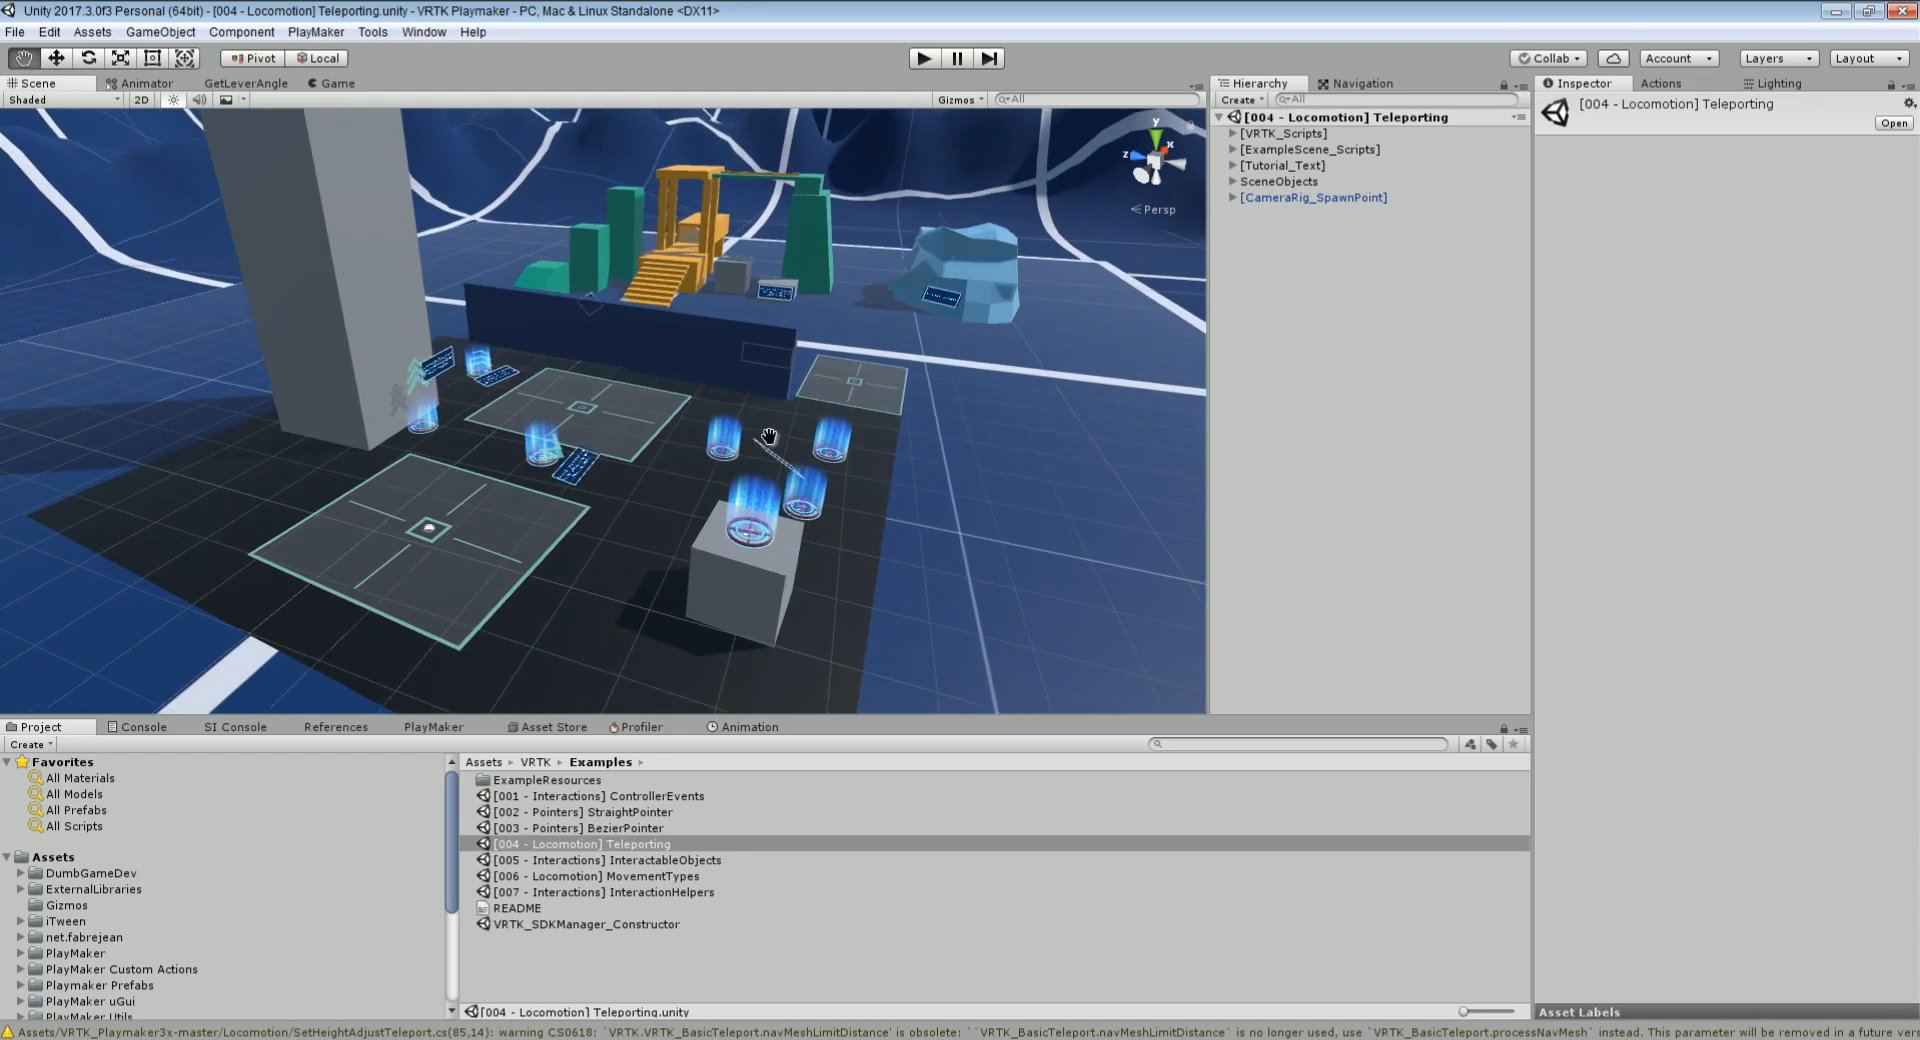 Unity 2017.3.0f3 Personal (64bit) - [004 - Locomotion] Teleporting.unity - VRTK Playmaker - PC, Mac & Linux Standalone <DX11>
File Edit Assets GameObject Component PlayMaker Tools Window Help
Pivot Local Collab Account Layers Layout
Scene Animator GetLeverAngle Game Hierarchy Navigation Inspector Actions Lighting
Shaded 2D Gizmos All Create All
[004 - Locomotion] Teleporting
Open
y
x
z
Persp
[004 - Locomotion] Teleporting
[VRTK_Scripts]
[ExampleScene_Scripts]
[Tutorial_Text]
SceneObjects
[CameraRig_SpawnPoint]
Project Console SI Console References PlayMaker Asset Store Profiler Animation
Create
Favorites
All Materials
All Models
All Prefabs
All Scripts
Assets
DumbGameDev
ExternalLibraries
Gizmos
iTween
net.fabrejean
PlayMaker
PlayMaker Custom Actions
Playmaker Prefabs
PlayMaker uGui
PlayMaker Utils
Assets VRTK Examples
ExampleResources
[001 - Interactions] ControllerEvents
[002 - Pointers] StraightPointer
[003 - Pointers] BezierPointer
[004 - Locomotion] Teleporting
[005 - Interactions] InteractableObjects
[006 - Locomotion] MovementTypes
[007 - Interactions] InteractionHelpers
README
VRTK_SDKManager_Constructor
[004 - Locomotion] Teleporting.unity
Asset Labels
Assets/VRTK_Playmaker3x-master/Locomotion/SetHeightAdjustTeleport.cs(85,14): warning CS0618: `VRTK.VRTK_BasicTeleport.navMeshLimitDistance' is obsolete: ``VRTK_BasicTeleport.navMeshLimitDistance` is no longer used, use `VRTK_BasicTeleport.processNavMesh` instead. This parameter will be removed in a future vers